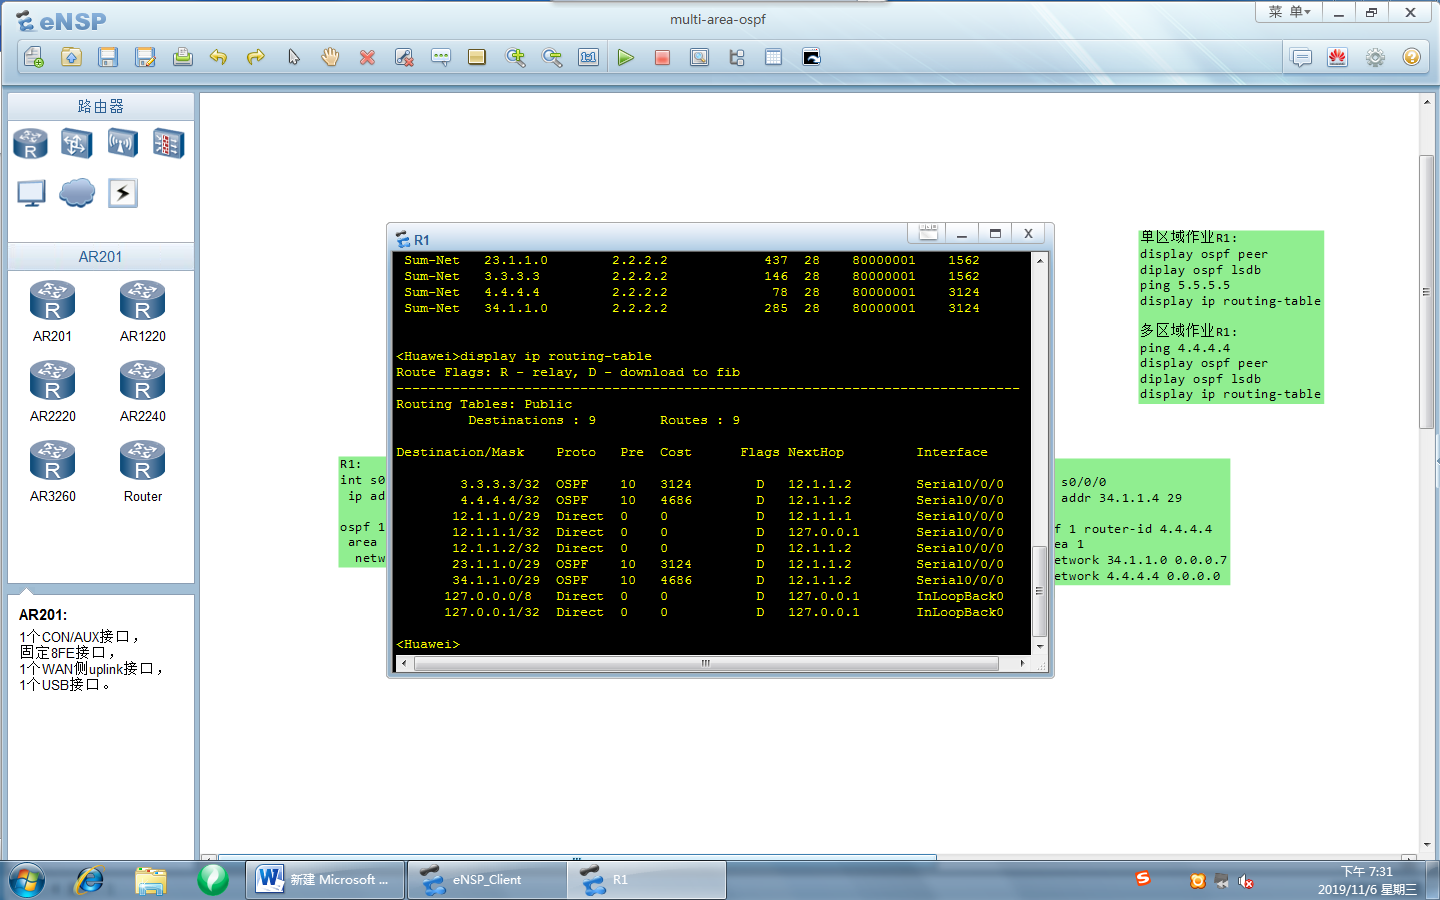 eNSP
multi-area-ospf
菜 单
路由器
AR201
AR201
AR1220
AR2220
AR2240
AR3260
Router
AR201:
1个CON/AUX接口，
固定8FE接口，
1个WAN侧uplink接口，
1个USB接口。
R1:
int s0
ip ad
ospf 1
area
netw
R1
Sum-Net 23.1.1.0 2.2.2.2 437 28 80000001 1562
Sum-Net 3.3.3.3 2.2.2.2 146 28 80000001 1562
Sum-Net 4.4.4.4 2.2.2.2 78 28 80000001 3124
Sum-Net 34.1.1.0 2.2.2.2 285 28 80000001 3124
<Huawei>display ip routing-table
Route Flags: R - relay, D - download to fib
------------------------------------------------------------------------------
Routing Tables: Public
Destinations : 9 Routes : 9
Destination/Mask Proto Pre Cost Flags NextHop Interface
3.3.3.3/32 OSPF 10 3124 D 12.1.1.2 Serial0/0/0
4.4.4.4/32 OSPF 10 4686 D 12.1.1.2 Serial0/0/0
12.1.1.0/29 Direct 0 0 D 12.1.1.1 Serial0/0/0
12.1.1.1/32 Direct 0 0 D 127.0.0.1 Serial0/0/0
12.1.1.2/32 Direct 0 0 D 12.1.1.2 Serial0/0/0
23.1.1.0/29 OSPF 10 3124 D 12.1.1.2 Serial0/0/0
34.1.1.0/29 OSPF 10 4686 D 12.1.1.2 Serial0/0/0
127.0.0.0/8 Direct 0 0 D 127.0.0.1 InLoopBack0
127.0.0.1/32 Direct 0 0 D 127.0.0.1 InLoopBack0
<Huawei>
单区域作业R1:
display ospf peer
diplay ospf lsdb
ping 5.5.5.5
display ip routing-table
多区域作业R1:
ping 4.4.4.4
display ospf peer
diplay ospf lsdb
display ip routing-table
s0/0/0
addr 34.1.1.4 29
f 1 router-id 4.4.4.4
ea 1
etwork 34.1.1.0 0.0.0.7
etwork 4.4.4.4 0.0.0.0
新建 Microsoft ...
eNSP_Client
R1
下午 7:31
2019/11/6 星期三